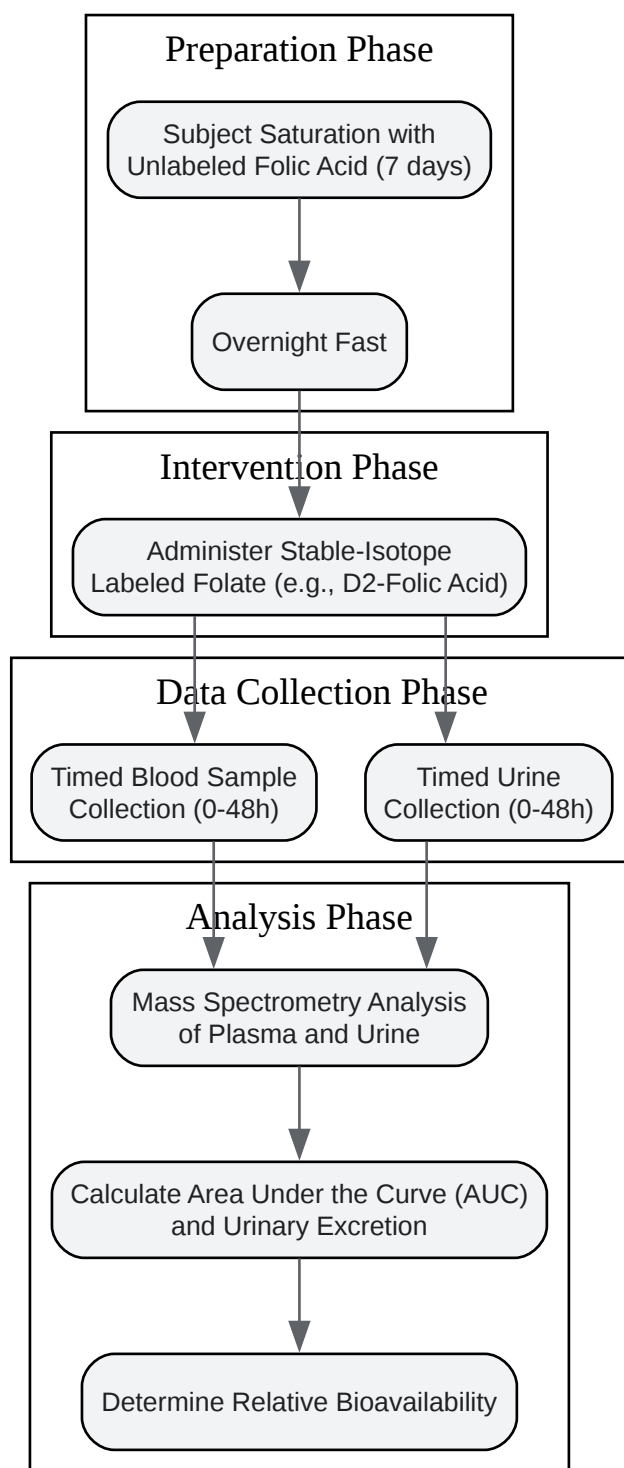 Preparation Phase
Subject Saturation with
Unlabeled Folic Acid (7 days)
Overnight Fast
Intervention Phase
Administer Stable-Isotope
Labeled Folate (e.g., D2-Folic Acid)
Data Collection Phase
Timed Blood Sample
Collection (0-48h)
Timed Urine
Collection (0-48h)
Analysis Phase
Mass Spectrometry Analysis
of Plasma and Urine
Calculate Area Under the Curve (AUC)
and Urinary Excretion
Determine Relative Bioavailability